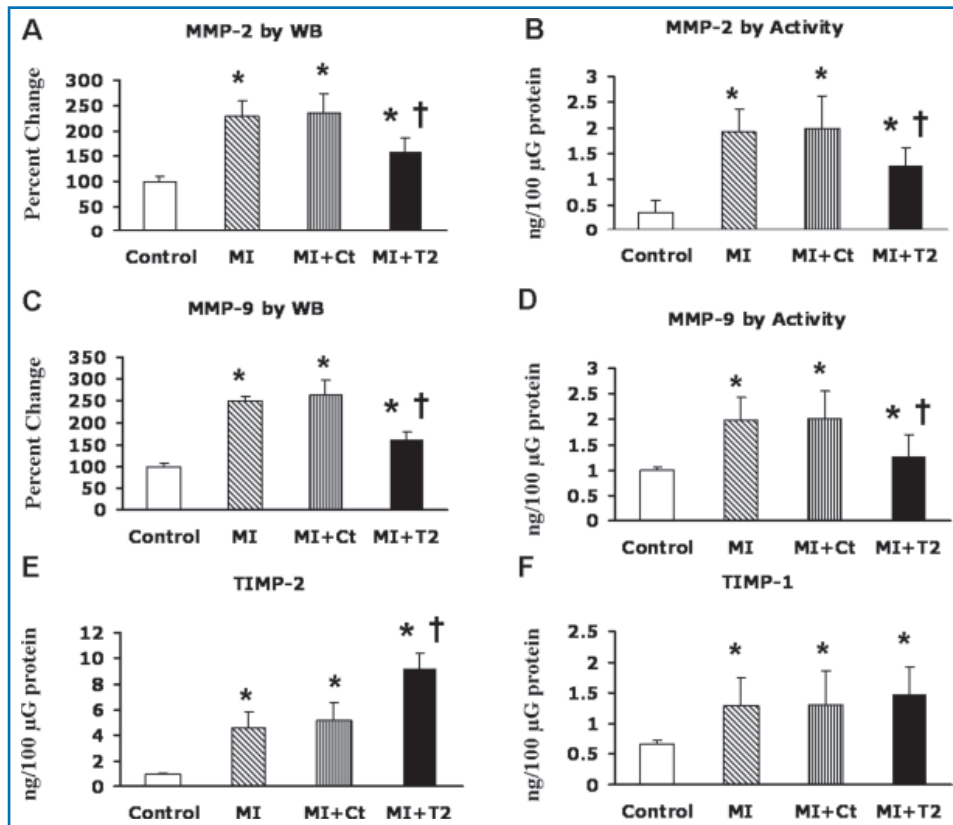 A
MMP-2 by WB
Percent Change
300
250
200
150
100
50
0
*
*
* †
Control MI MI+Ct MI+T2
B
MMP-2 by Activity
ng/100 µG protein
3
2.5
2
1.5
1
0.5
0
*
*
* †
Control MI MI+Ct MI+T2
C
MMP-9 by WB
Percent Change
350
300
250
200
150
100
50
0
*
*
* †
Control MI MI+Ct MI+T2
D
MMP-9 by Activity
ng/100 µG protein
3
2.5
2
1.5
1
0.5
0
*
*
* †
Control MI MI+Ct MI+T2
E
TIMP-2
ng/100 µG protein
12
10
8
6
4
2
0
*
*
* †
Control MI MI+Ct MI+T2
F
TIMP-1
ng/100 µG protein
2.5
2
1.5
1
0.5
0
*
*
*
Control MI MI+Ct MI+T2